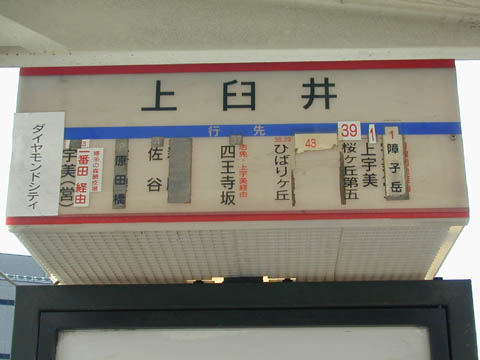 上臼井
行先
ダイヤモンドシティ
宇美(営)
3
一番田 経由
原田橋
佐谷
四王寺坂
ひばりヶ丘
43
39
桜ヶ丘第五
1
上宇美
1
障子岳